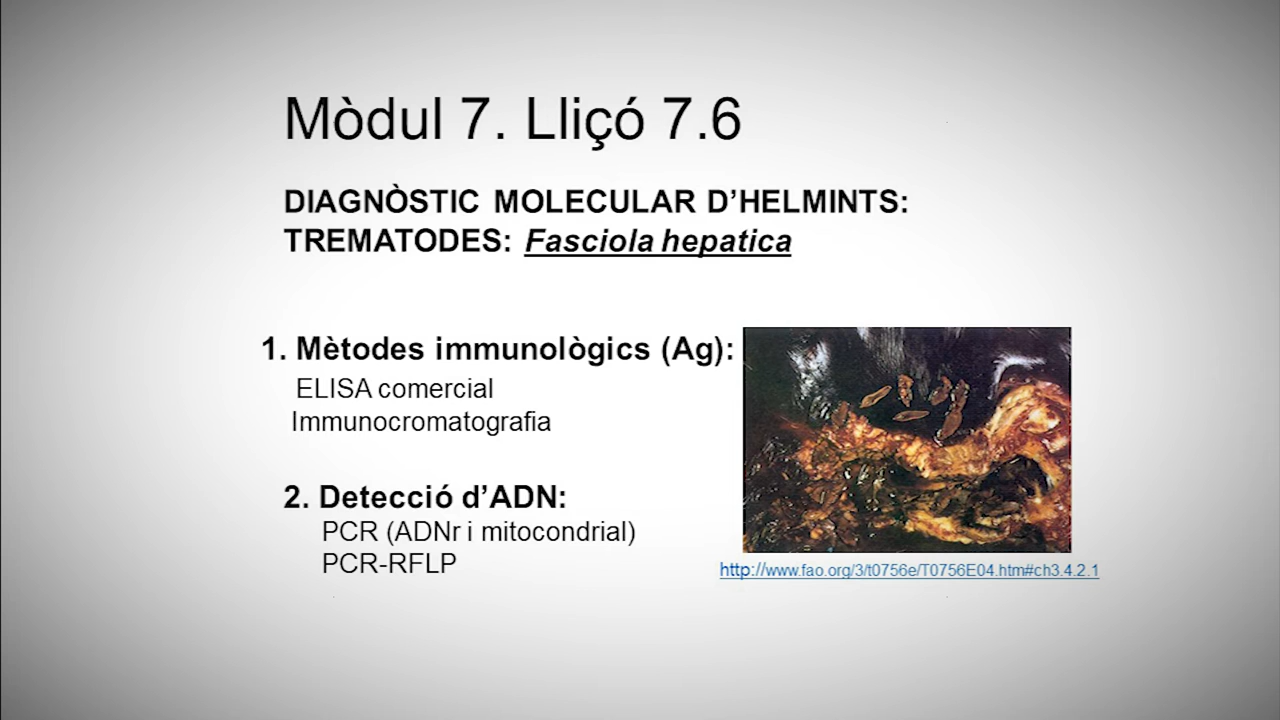 Mòdul 7. Lliçó 7.6
DIAGNÒSTIC MOLECULAR D’HELMINTS:
TREMATODES: Fasciola hepatica
1. Mètodes immunològics (Ag):
ELISA comercial
Immunocromatografia
2. Detecció d’ADN:
PCR (ADNr i mitocondrial)
PCR-RFLP
http://www.fao.org/3/t0756e/T0756E04.htm#ch3.4.2.1